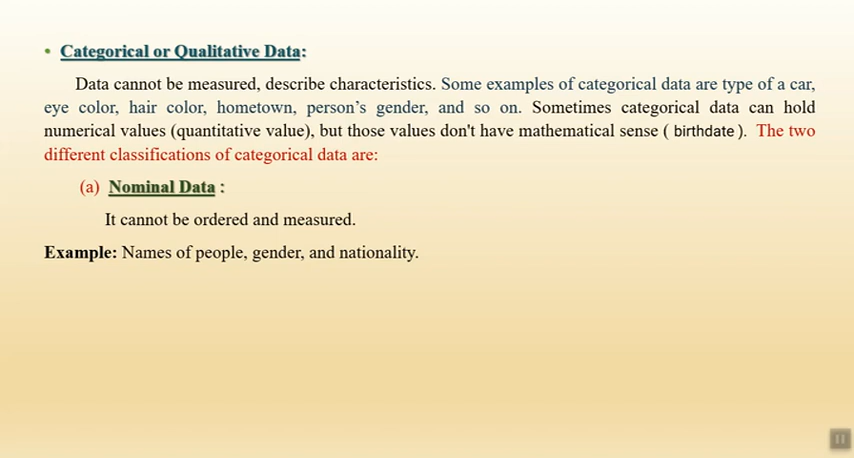 • Categorical or Qualitative Data:
Data cannot be measured, describe characteristics. Some examples of categorical data are type of a car,
eye color, hair color, hometown, person’s gender, and so on. Sometimes categorical data can hold
numerical values (quantitative value), but those values don't have mathematical sense ( birthdate ). The two
different classifications of categorical data are:
(a) Nominal Data :
It cannot be ordered and measured.
Example: Names of people, gender, and nationality.